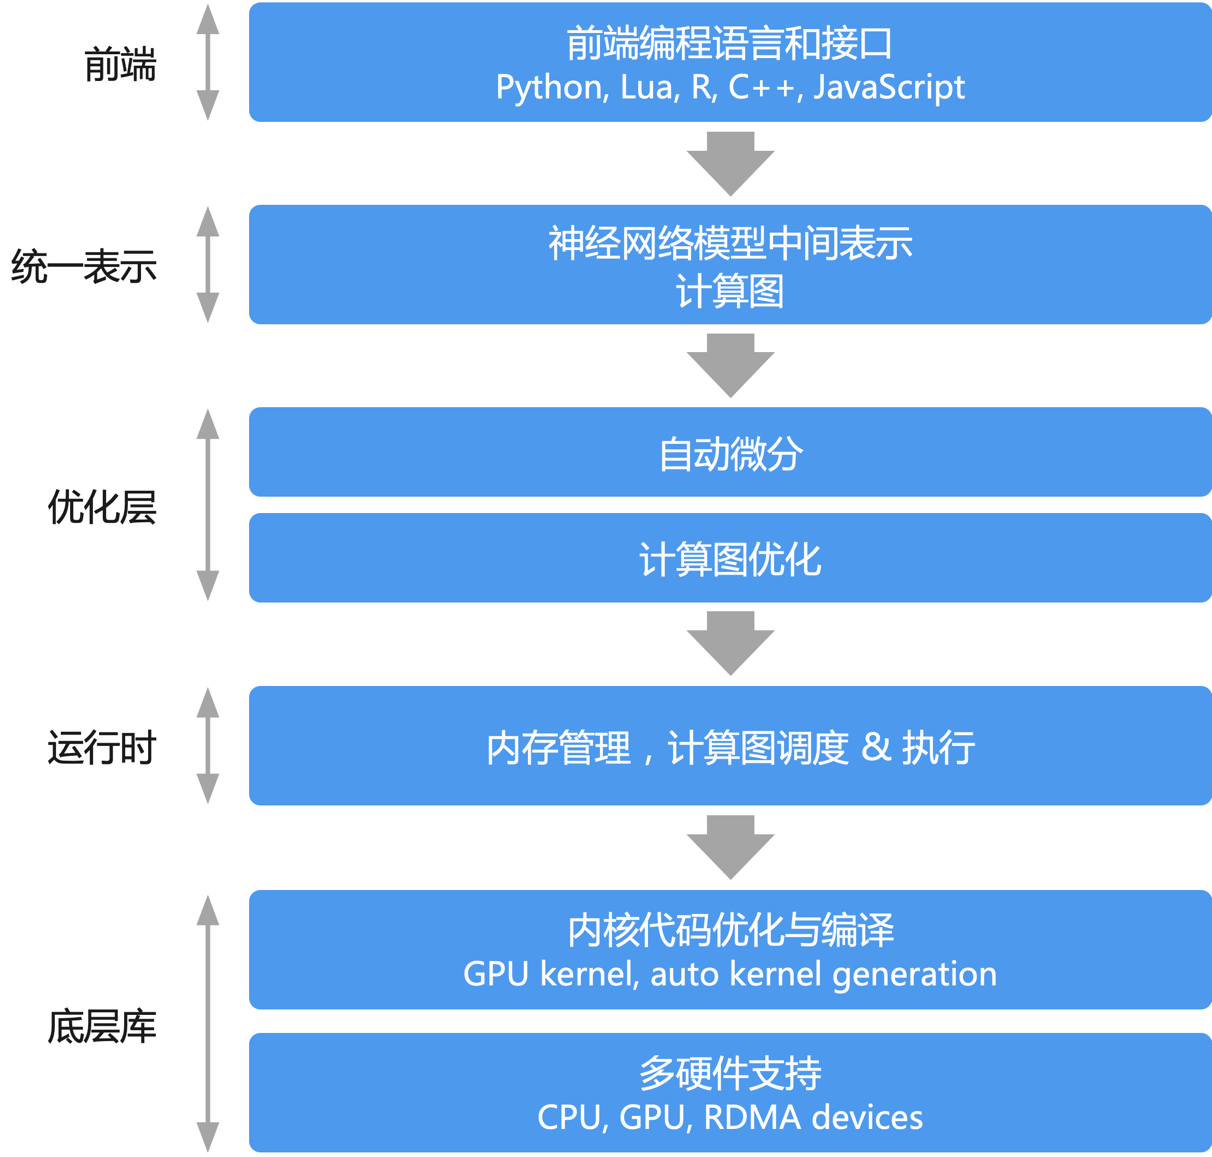 前端
前端编程语言和接口
Python, Lua, R, C++, JavaScript
统一表示
神经网络模型中间表示
计算图
优化层
自动微分
计算图优化
运行时
内存管理，计算图调度 & 执行
底层库
内核代码优化与编译
GPU kernel, auto kernel generation
多硬件支持
CPU, GPU, RDMA devices